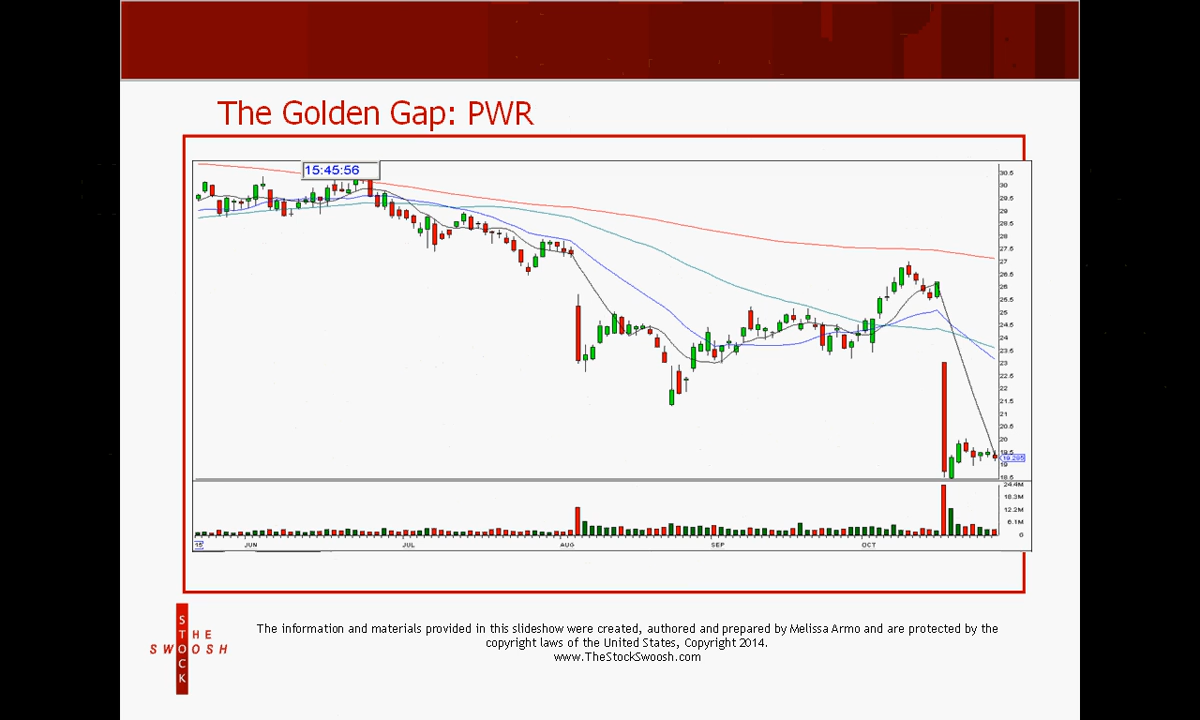 The Golden Gap: PWR
15:45:56
30.5
30
29.5
29
28.5
28
27.5
27
26.5
26
25.5
25
24.5
24
23.5
23
22.5
22
21.5
21
20.5
20
19.5
19.295
19
18.5
24.4M
18.3M
12.2M
6.1M
0
15 JUN JUL AUG SEP OCT
STOCK
THE
SWOOSH
The information and materials provided in this slideshow were created, authored and prepared by Melissa Armo and are protected by the
copyright laws of the United States, Copyright 2014.
www.TheStockSwoosh.com